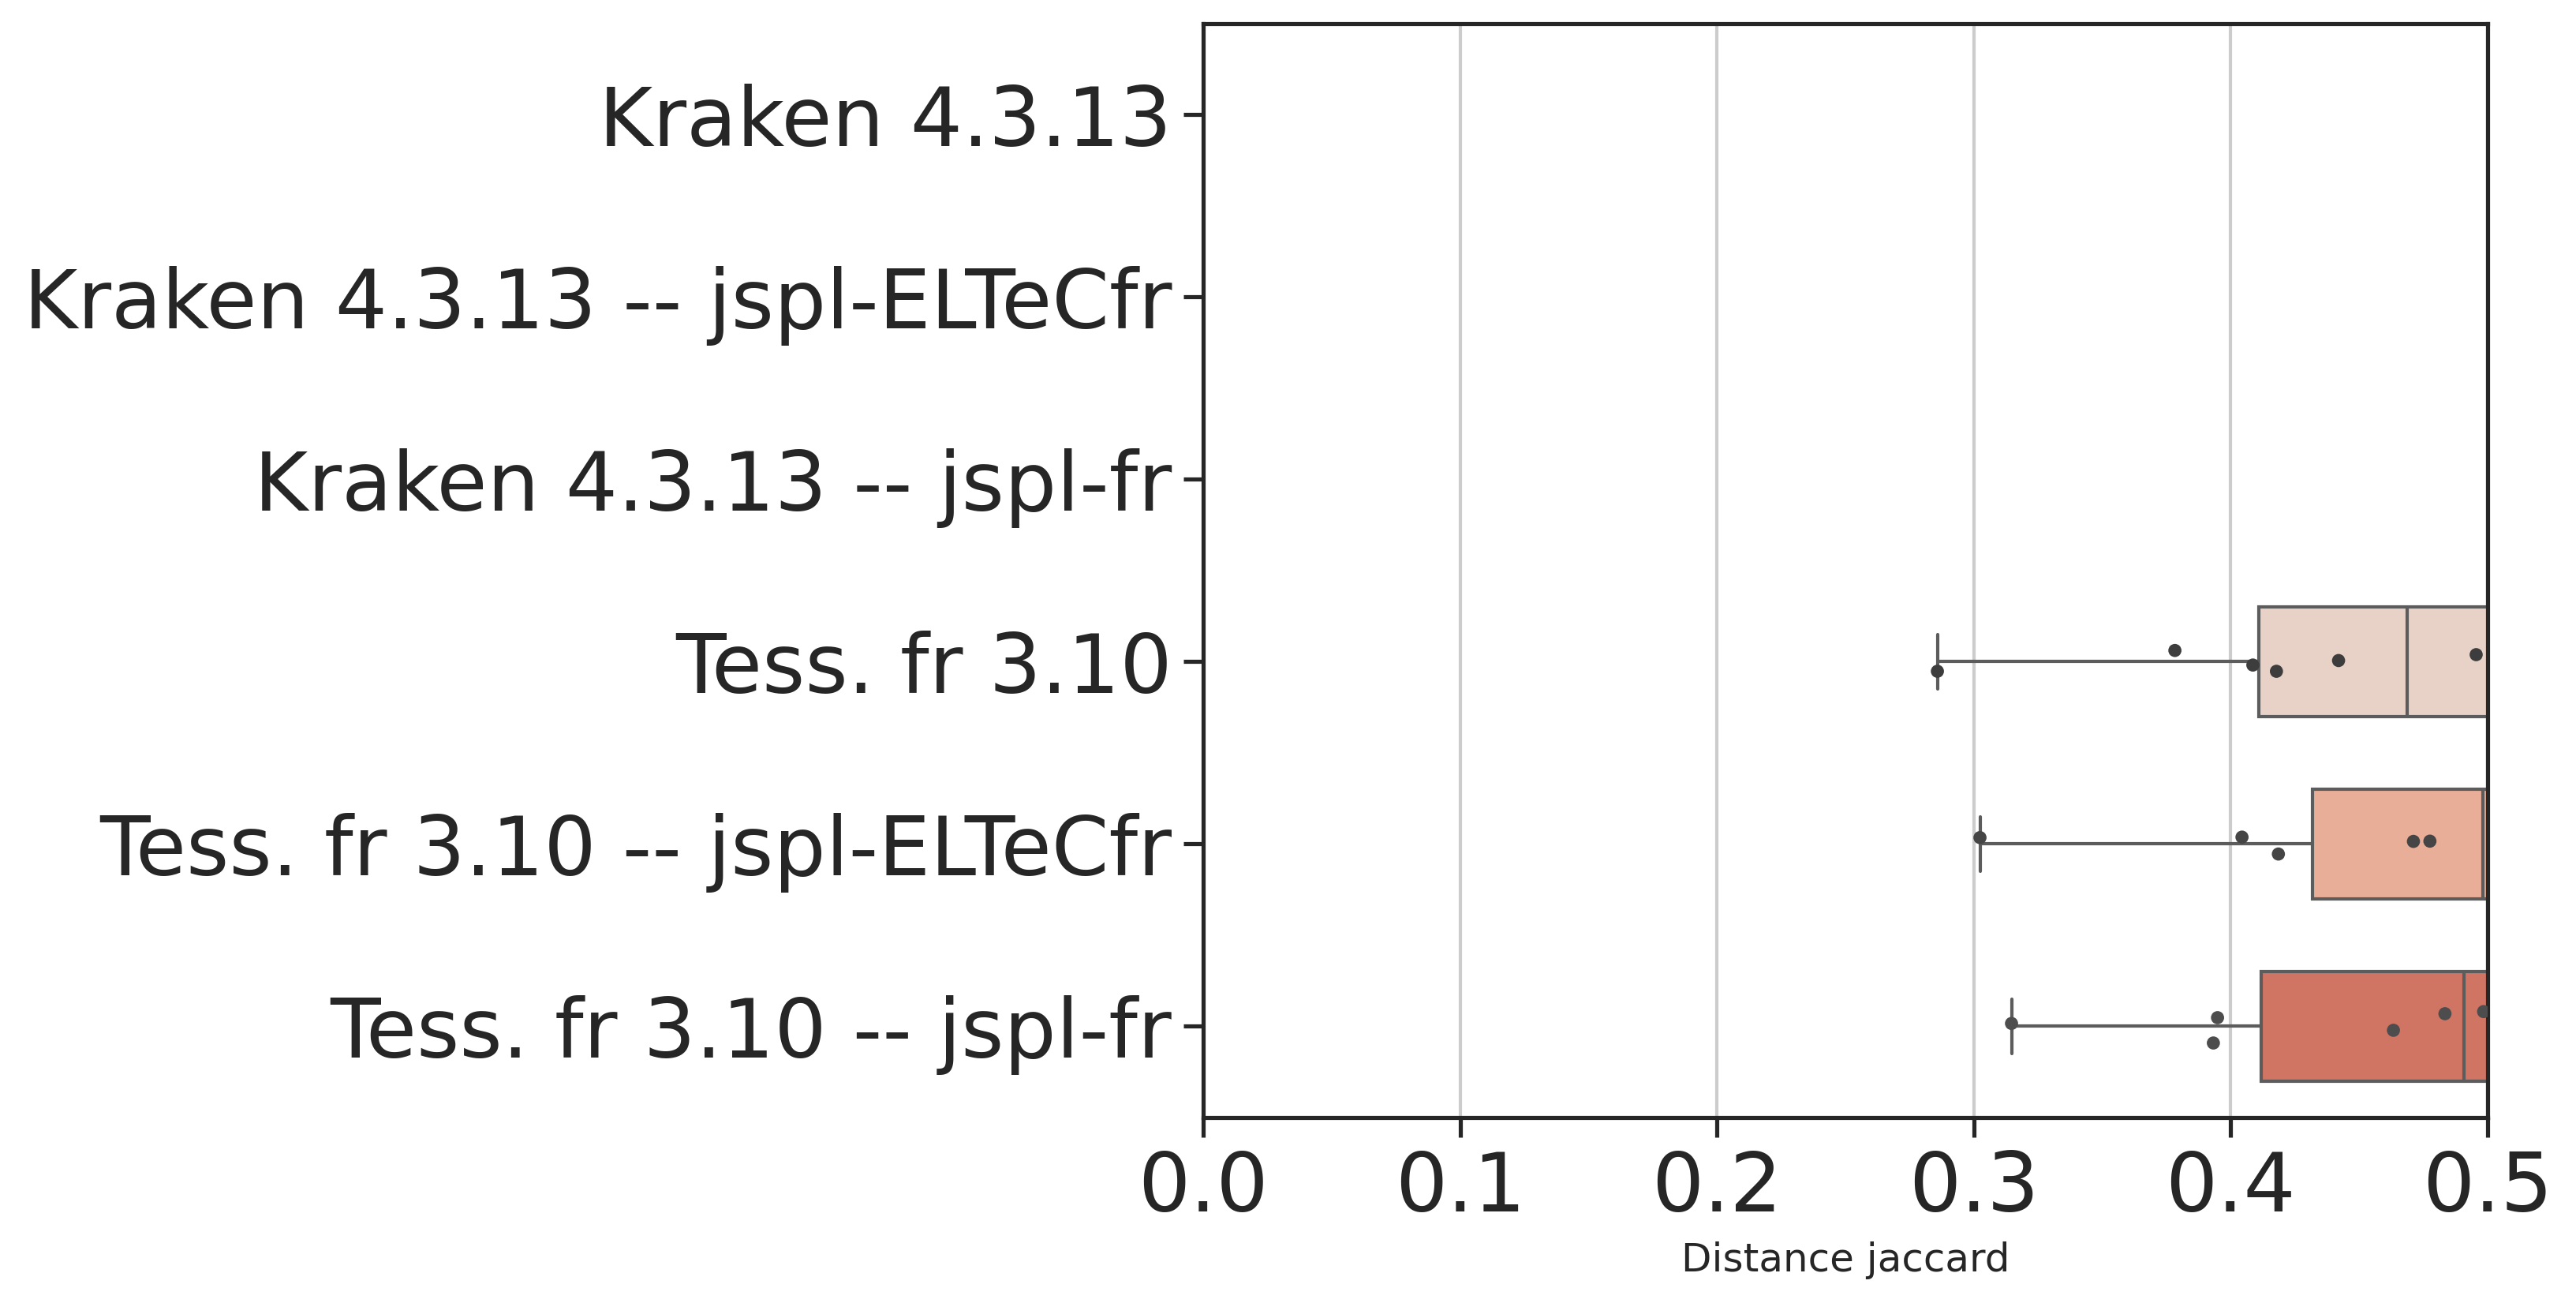 Kraken 4.3.13
Kraken 4.3.13 -- jspl-ELTeCfr
Kraken 4.3.13 -- jspl-fr
Tess. fr 3.10
Tess. fr 3.10 -- jspl-ELTeCfr
Tess. fr 3.10 -- jspl-fr
0.0 0.1 0.2 0.3 0.4 0.5
Distance jaccard